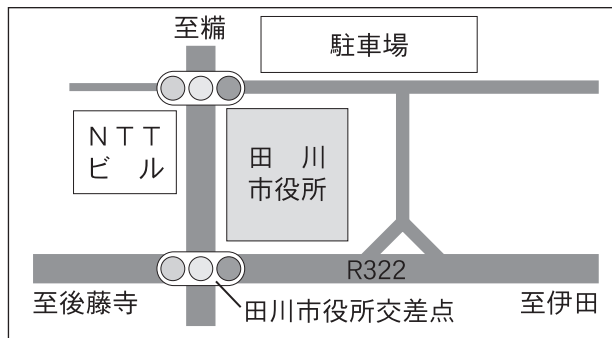 至糒
駐車場
ＮＴＴ
ビル
田川
市役所
R322
至後藤寺
田川市役所交差点
至伊田